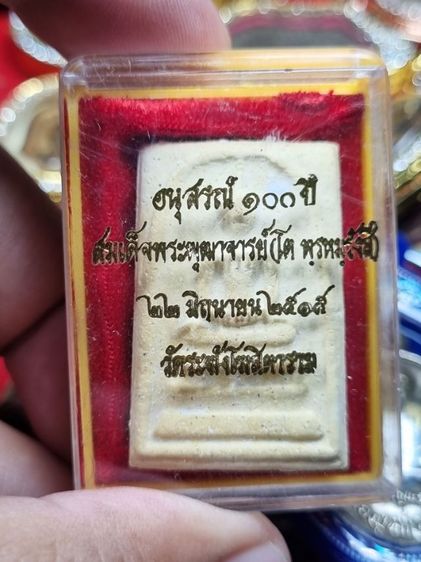 อนุสรณ์ ๑๐๐ ปี
สมเด็จพระพุฒาจารย์ (โต พฺรหฺมรํสี)
๒๒ มิถุนายน ๒๕๑๕
วัดระฆังโฆสิตาราม